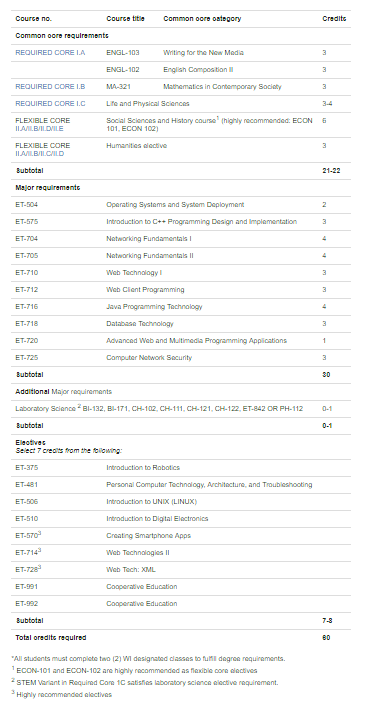 Course no. Course title Common core category Credits
Common core requirements
REQUIRED CORE I.A ENGL-103 Writing for the New Media 3
ENGL-102 English Composition II 3
REQUIRED CORE I.B MA-321 Mathematics in Contemporary Society 3
REQUIRED CORE I.C Life and Physical Sciences 3-4
FLEXIBLE CORE II.A/II.B/II.D/II.E Social Sciences and History course1 (highly recommended: ECON 101, ECON 102) 6
FLEXIBLE CORE II.A/II.B/II.C/II.D Humanities elective 3
Subtotal 21-22
Major requirements
ET-504 Operating Systems and System Deployment 2
ET-575 Introduction to C++ Programming Design and Implementation 3
ET-704 Networking Fundamentals I 4
ET-705 Networking Fundamentals II 4
ET-710 Web Technology I 3
ET-712 Web Client Programming 3
ET-716 Java Programming Technology 4
ET-718 Database Technology 3
ET-720 Advanced Web and Multimedia Programming Applications 1
ET-725 Computer Network Security 3
Subtotal 30
Additional Major requirements
Laboratory Science 2 BI-132, BI-171, CH-102, CH-111, CH-121, CH-122, ET-842 OR PH-112 0-1
Subtotal 0-1
Electives
Select 7 credits from the following:
ET-375 Introduction to Robotics
ET-481 Personal Computer Technology, Architecture, and Troubleshooting
ET-506 Introduction to UNIX (LINUX)
ET-510 Introduction to Digital Electronics
ET-5703 Creating Smartphone Apps
ET-7143 Web Technologies II
ET-7283 Web Tech: XML
ET-991 Cooperative Education
ET-992 Cooperative Education
Subtotal 7-8
Total credits required 60
*All students must complete two (2) WI designated classes to fulfill degree requirements.
1 ECON-101 and ECON-102 are highly recommended as flexible core electives
2 STEM Variant in Required Core 1C satisfies laboratory science elective requirement.
3 Highly recommended electives